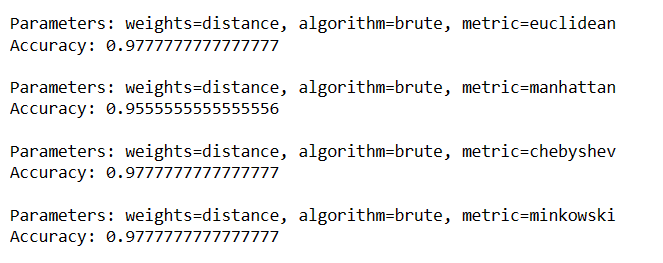 Parameters: weights=distance, algorithm=brute, metric=euclidean
Accuracy: 0.9777777777777777
Parameters: weights=distance, algorithm=brute, metric=manhattan
Accuracy: 0.9555555555555556
Parameters: weights=distance, algorithm=brute, metric=chebyshev
Accuracy: 0.9777777777777777
Parameters: weights=distance, algorithm=brute, metric=minkowski
Accuracy: 0.9777777777777777